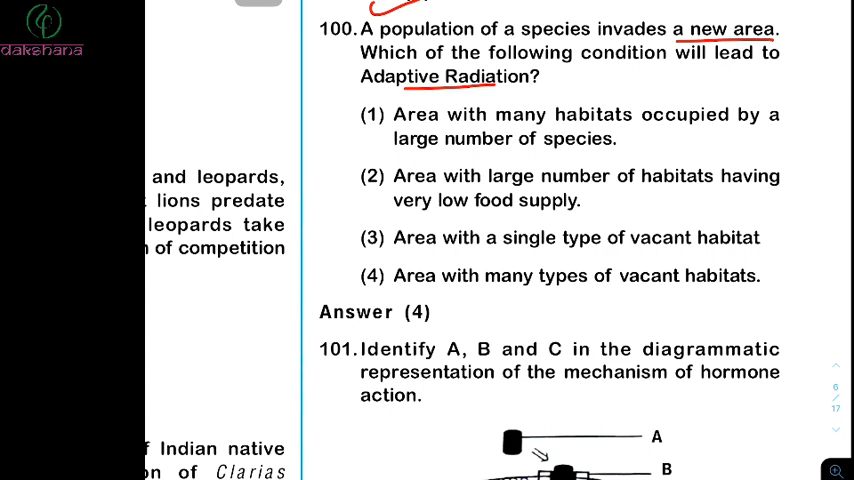 dakshana
and leopards,
lions predate
leopards take
of competition
Indian native
on of Clarias
100. A population of a species invades a new area.
Which of the following condition will lead to
Adaptive Radiation?
(1) Area with many habitats occupied by a
large number of species.
(2) Area with large number of habitats having
very low food supply.
(3) Area with a single type of vacant habitat
(4) Area with many types of vacant habitats.
Answer (4)
101. Identify A, B and C in the diagrammatic
representation of the mechanism of hormone
action.
A
B
6
/
17